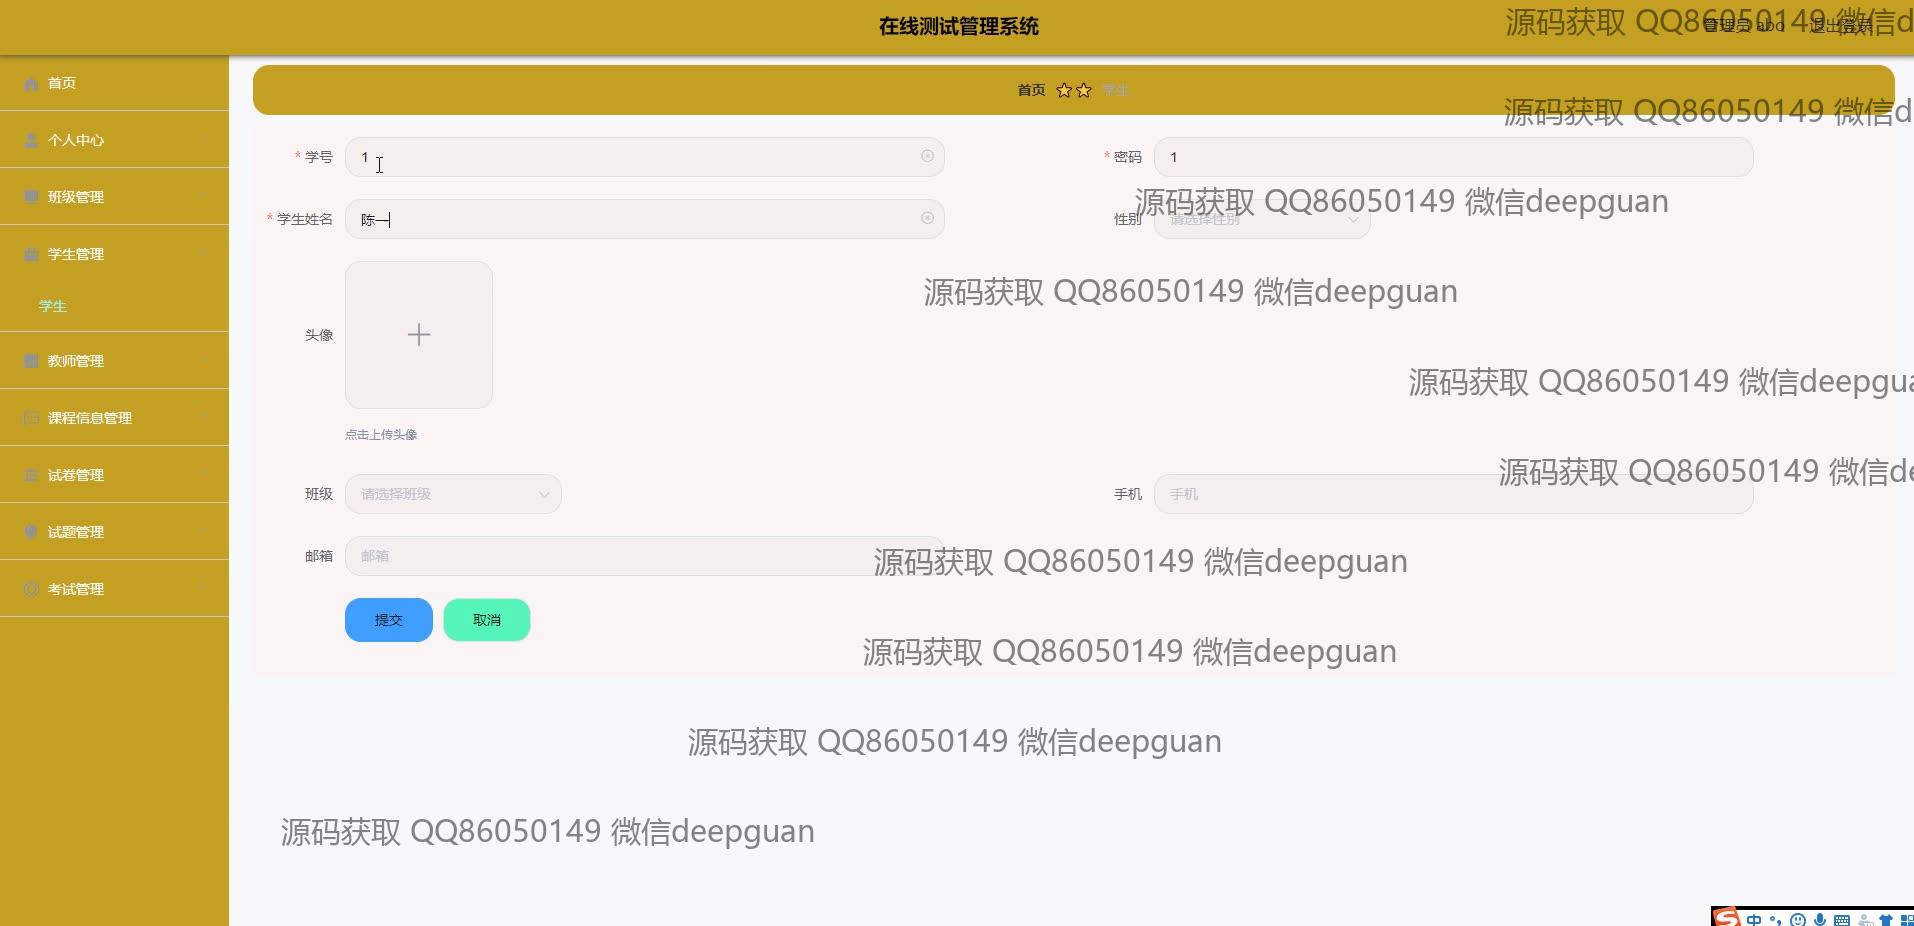 在线测试管理系统
管理员 abo 退出登录
源码获取 QQ86050149 微信d
首页
首页 学生
源码获取 QQ86050149 微信d
个人中心
* 学号 1
* 密码 1
班级管理
源码获取 QQ86050149 微信deepguan
* 学生姓名 陈一
性别 请选择性别
学生管理
源码获取 QQ86050149 微信deepguan
学生
头像
教师管理
源码获取 QQ86050149 微信deepgua
课程信息管理
点击上传头像
试卷管理
源码获取 QQ86050149 微信de
班级 请选择班级
手机 手机
试题管理
邮箱 邮箱
源码获取 QQ86050149 微信deepguan
考试管理
提交 取消
源码获取 QQ86050149 微信deepguan
源码获取 QQ86050149 微信deepguan
源码获取 QQ86050149 微信deepguan
中